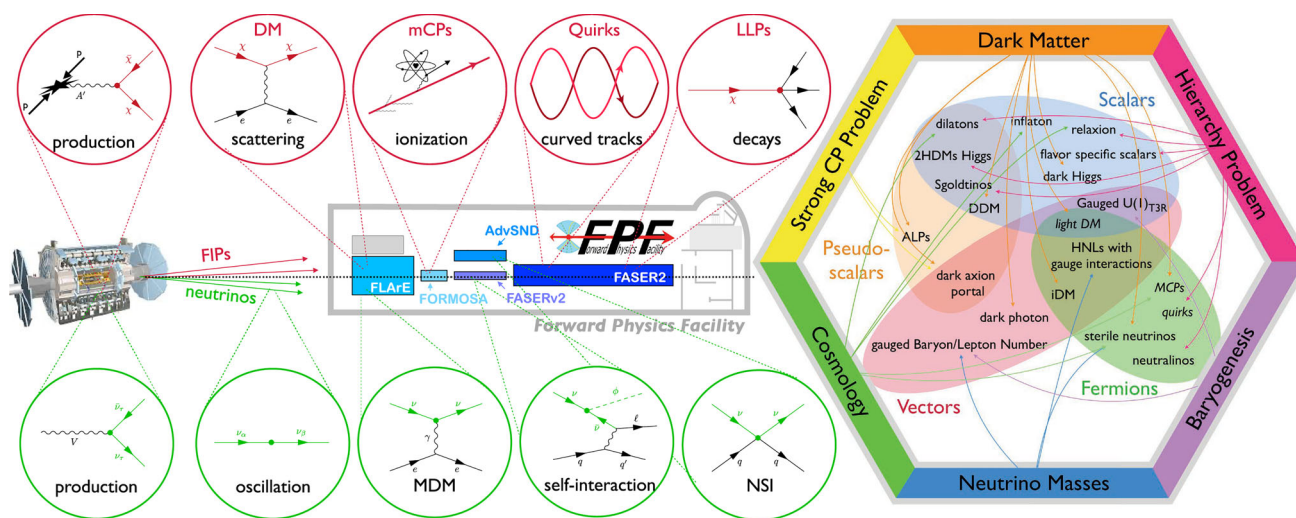 DM
mCPs
Quirks
LLPs
p
p
A′
χ̄
χ
production
χ
χ
e
e
scattering
ionization
curved tracks
χ
decays
FIPs
neutrinos
AdvSND
FPF
Forward Physics
Facility
FLArE
FORMOSA
FASERv2
FASER2
Forward Physics Facility
V
ν̄τ
ντ
production
να
νβ
oscillation
ν
ν
γ
e
e
MDM
ν
ϕ
ν̄
ℓ
q
q′
self-interaction
ν
ν
q
q
NSI
Dark Matter
Strong CP Problem
Hierarchy Problem
Cosmology
Baryogenesis
Neutrino Masses
Scalars
dilatons
inflaton
relaxion
2HDMs Higgs
flavor specific scalars
dark Higgs
Sgoldtinos
DDM
Gauged U(1)T3R
light DM
ALPs
Pseudo-
scalars
HNLs with
gauge interactions
dark axion
portal
iDM
MCPs
dark photon
quirks
gauged Baryon/Lepton Number
sterile neutrinos
neutralinos
Vectors
Fermions